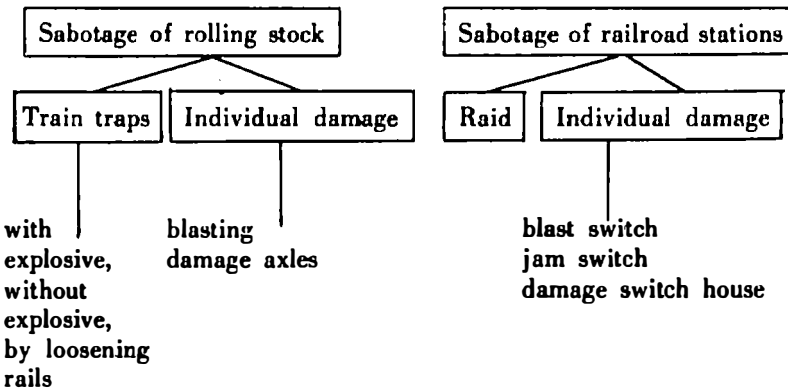 Sabotage of rolling stock
Train traps
Individual damage
with
explosive,
without
explosive,
by loosening
rails
blasting
damage axles
Sabotage of railroad stations
Raid
Individual damage
blast switch
jam switch
damage switch house